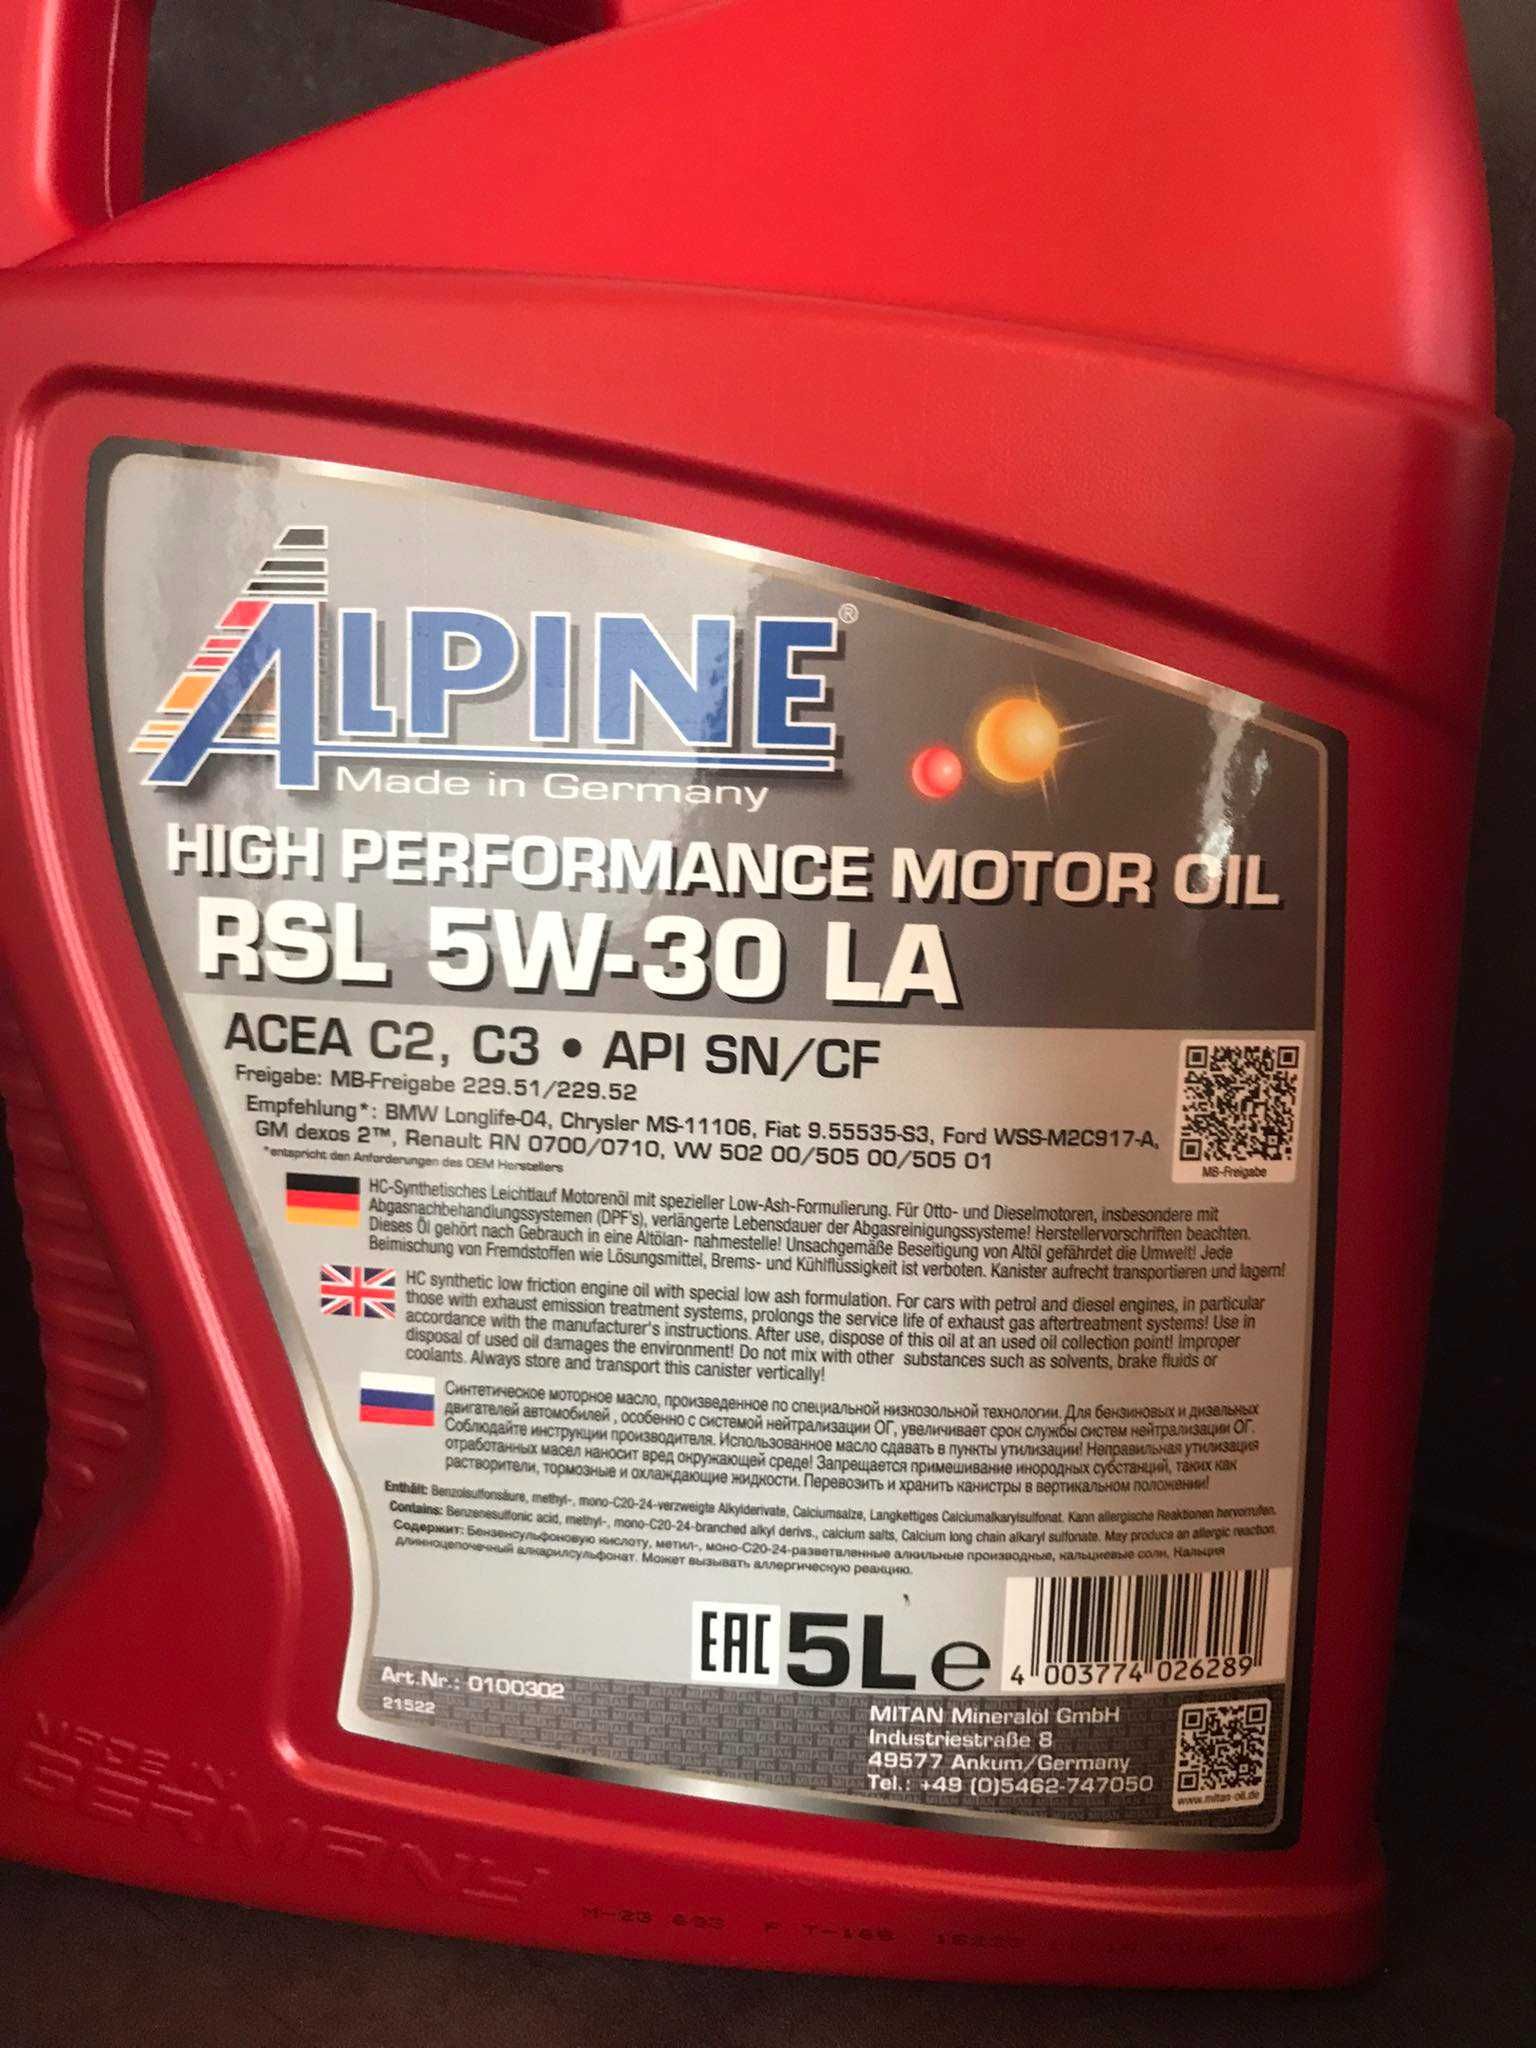 ALPINE®
Made in Germany
HIGH PERFORMANCE MOTOR OIL
RSL 5W-30 LA
ACEA C2, C3 • API SN/CF
Freigabe: MB-Freigabe 229.51/229.52
Empfehlung*: BMW Longlife-04, Chrysler MS-11106, Fiat 9.55535-S3, Ford WSS-M2C917-A,
GM dexos 2™, Renault RN 0700/0710, VW 502 00/505 00/505 01
*entspricht den Anforderungen des OEM Herstellers
MB-Freigabe
HC-Synthetisches Leichtlauf Motorenöl mit spezieller Low-Ash-Formulierung. Für Otto- und Dieselmotoren, insbesondere mit
Abgasnachbehandlungssystemen (DPF's), verlängerte Lebensdauer der Abgasreinigungssysteme! Herstellervorschriften beachten.
Dieses Öl gehört nach Gebrauch in eine Altölan- nahmestelle! Unsachgemäße Beseitigung von Altöl gefährdet die Umwelt! Jede
Beimischung von Fremdstoffen wie Lösungsmittel, Brems- und Kühlflüssigkeit ist verboten. Kanister aufrecht transportieren und lagern!
HC synthetic low friction engine oil with special low ash formulation. For cars with petrol and diesel engines, in particular
those with exhaust emission treatment systems, prolongs the service life of exhaust gas aftertreatment systems! Use in
accordance with the manufacturer's instructions. After use, dispose of this oil at an used oil collection point! Improper
disposal of used oil damages the environment! Do not mix with other substances such as solvents, brake fluids or
coolants. Always store and transport this canister vertically!
Синтетическое моторное масло, произведенное по специальной низкозольной технологии. Для бензиновых и дизельных
двигателей автомобилей , особенно с системой нейтрализации ОГ, увеличивает срок службы систем нейтрализации ОГ.
Соблюдайте инструкции производителя. Использованное масло сдавать в пункты утилизации! Неправильная утилизация
отработанных масел наносит вред окружающей среде! Запрещается примешивание инородных субстанций, таких как
растворители, тормозные и охлаждающие жидкости. Перевозить и хранить канистры в вертикальном положении!
Enthält: Benzolsulfonsäure, methyl-, mono-C20-24-verzweigte Alkylderivate, Calciumsalze, Langkettiges Calciumalkarylsulfonat. Kann allergische Reaktionen hervorrufen.
Contains: Benzenesulfonic acid, methyl-, mono-C20-24-branched alkyl derivs., calcium salts, Calcium long chain alkaryl sulfonate. May produce an allergic reaction.
Содержит: Бензенсульфоновую кислоту, метил-, моно-C20-24-разветвленные алкильные производные, кальциевые соли, Кальция
длинноцепочечный алкарилсульфонат. Может вызывать аллергическую реакцию.
EAC 5L e
4 003774 026289
Art.Nr.: 0100302
21522
MITAN Mineralöl GmbH
Industriestraße 8
49577 Ankum/Germany
Tel.: +49 (0)5462-747050
www.mitan-oil.de
MADE IN
GERMANY